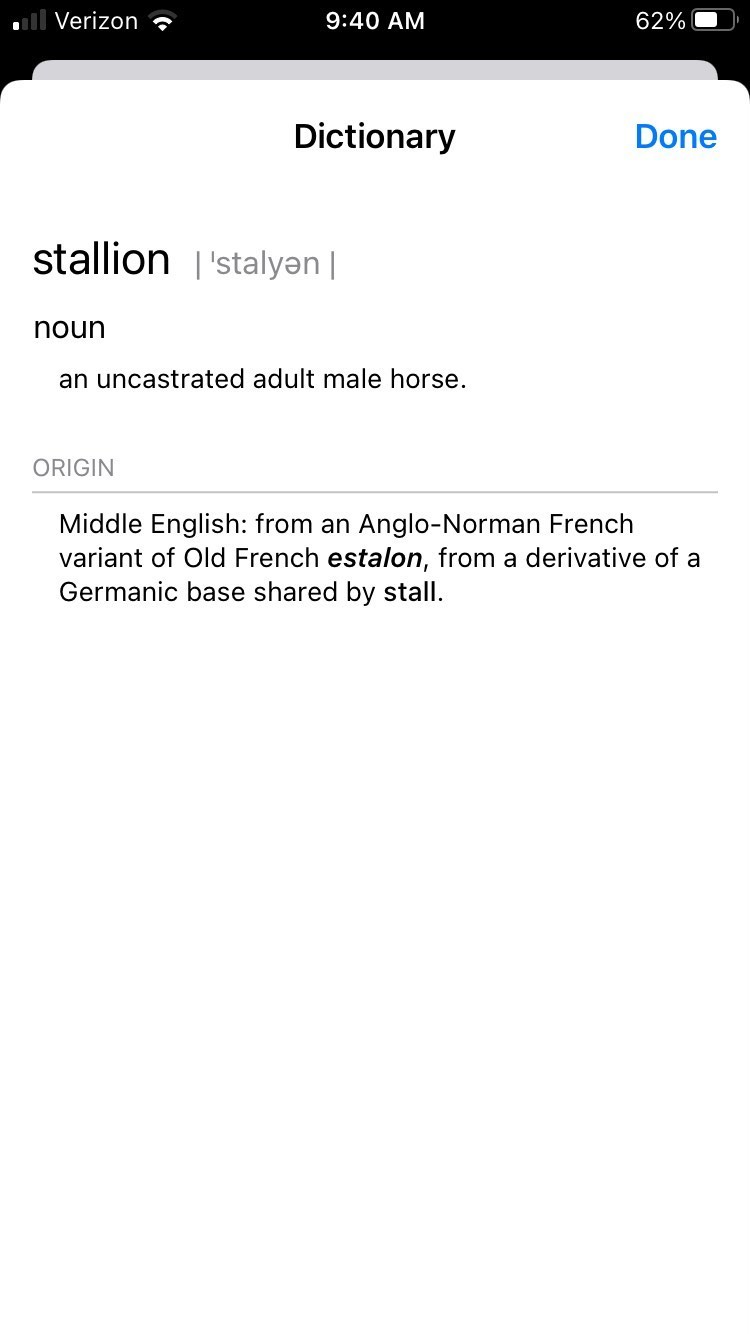 Verizon 9:40 AM 62%
Dictionary Done
stallion | ˈstalyən |
noun
an uncastrated adult male horse.
ORIGIN
Middle English: from an Anglo-Norman French
variant of Old French estalon, from a derivative of a
Germanic base shared by stall.